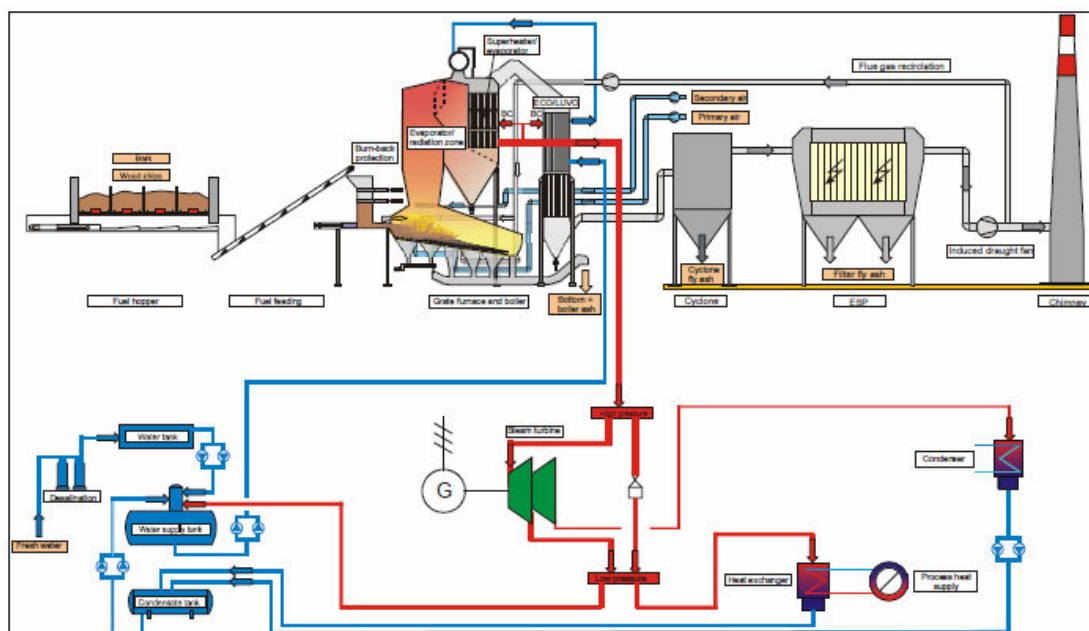 Superheater/
evaporator
Flue gas recirclation
ECO/LUVO
Secondary air
Primary air
BC
BC
Evaporator/
radiation zone
Burn-back
protection
Bark
Wood chips
Induced draught fan
Cyclone
fly ash
Filter fly ash
Bottom +
boiler ash
Fuel hopper
Fuel feeding
Grate furnace and boiler
Cyclone
ESP
Chimney
High pressure
Steam turbine
Water tank
Condenser
G
Desalination
Water supply tank
Fresh water
Low pressure
Heat exchanger
Process heat
supply
Condensate tank